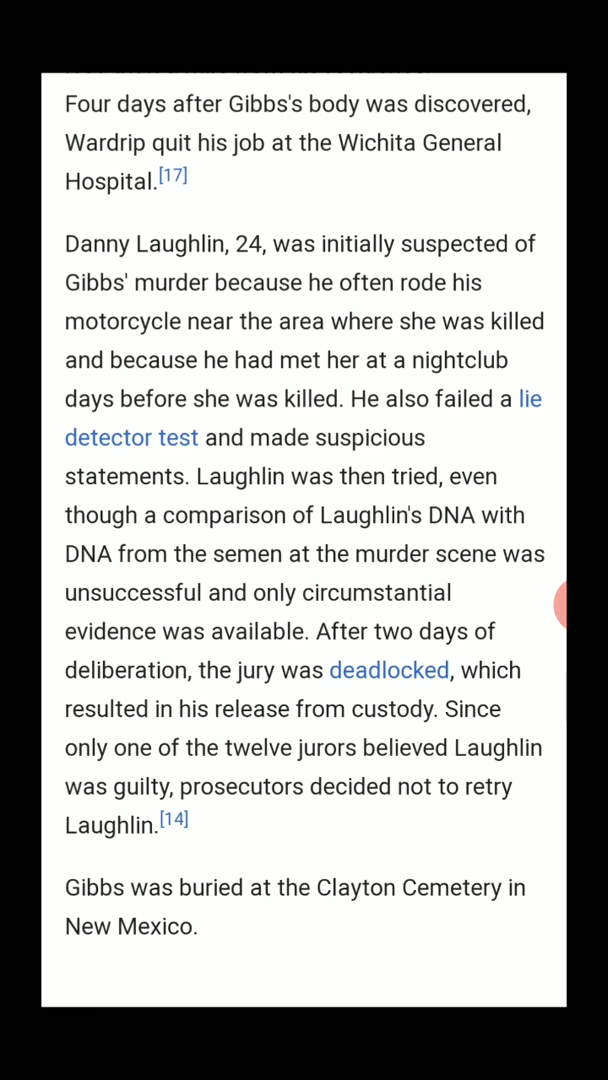 Four days after Gibbs's body was discovered,
Wardrip quit his job at the Wichita General
Hospital.[17]
Danny Laughlin, 24, was initially suspected of
Gibbs' murder because he often rode his
motorcycle near the area where she was killed
and because he had met her at a nightclub
days before she was killed. He also failed a lie
detector test and made suspicious
statements. Laughlin was then tried, even
though a comparison of Laughlin's DNA with
DNA from the semen at the murder scene was
unsuccessful and only circumstantial
evidence was available. After two days of
deliberation, the jury was deadlocked, which
resulted in his release from custody. Since
only one of the twelve jurors believed Laughlin
was guilty, prosecutors decided not to retry
Laughlin.[14]
Gibbs was buried at the Clayton Cemetery in
New Mexico.